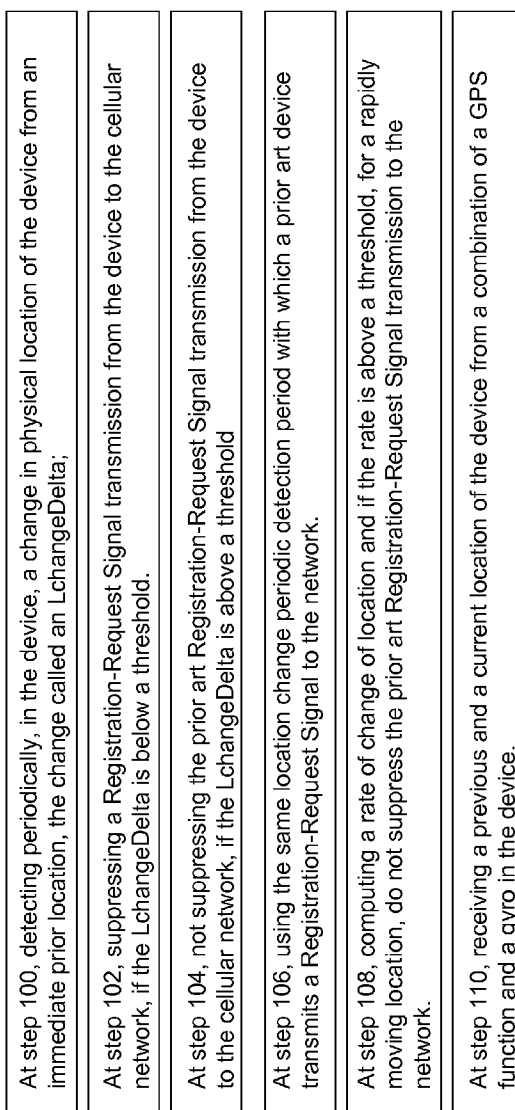 At step 100, detecting periodically, in the device, a change in physical location of the device from an
immediate prior location, the change called an LchangeDelta;
At step 102, suppressing a Registration-Request Signal transmission from the device to the cellular
network, if the LchangeDelta is below a threshold.
At step 104, not suppressing the prior art Registration-Request Signal transmission from the device
to the cellular network, if the LchangeDelta is above a threshold
At step 106, using the same location change periodic detection period with which a prior art device
transmits a Registration-Request Signal to the network.
At step 108, computing a rate of change of location and if the rate is above a threshold, for a rapidly
moving location, do not suppress the prior art Registration-Request Signal transmission to the
network.
At step 110, receiving a previous and a current location of the device from a combination of a GPS
function and a gyro in the device.